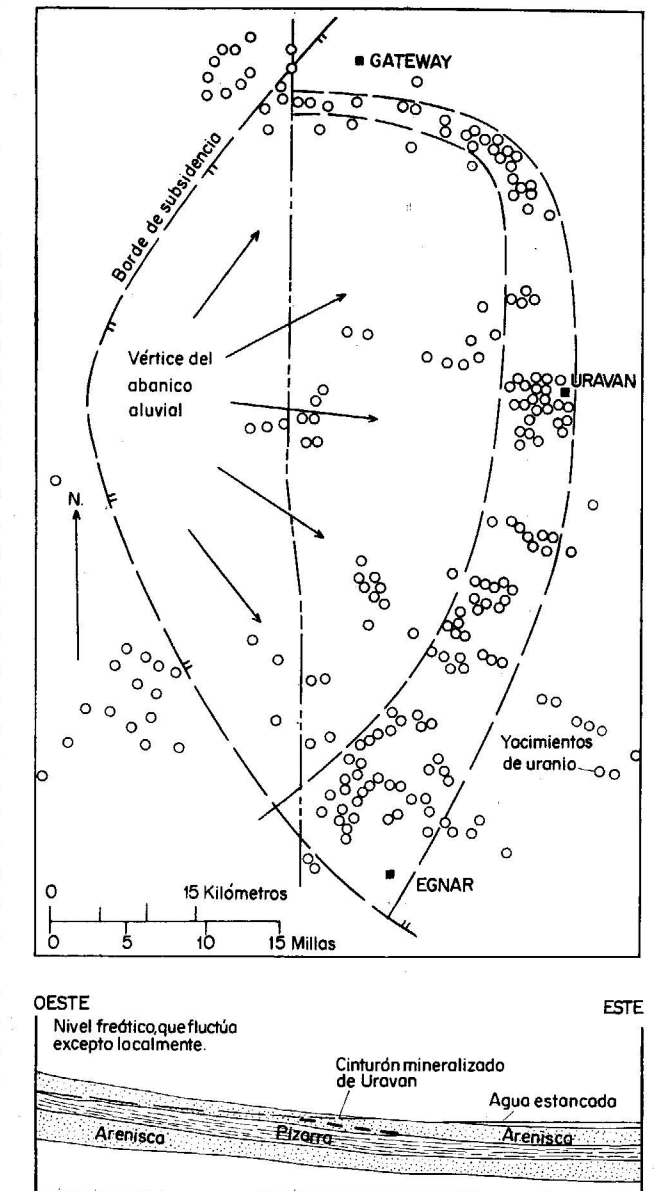 GATEWAY
Borde de subsidencia
Vértice del
abanico
aluvial
URAVAN
N.
Yocimientos
de uranio
EGNAR
0 15 Kilómetros
0 5 10 15 Millas
OESTE
ESTE
Nivel freático, que fluctúa
excepto localmente.
Cinturón mineralizado
de Uravan
Agua estancada
Arenisca
Pizarra
Arenisca